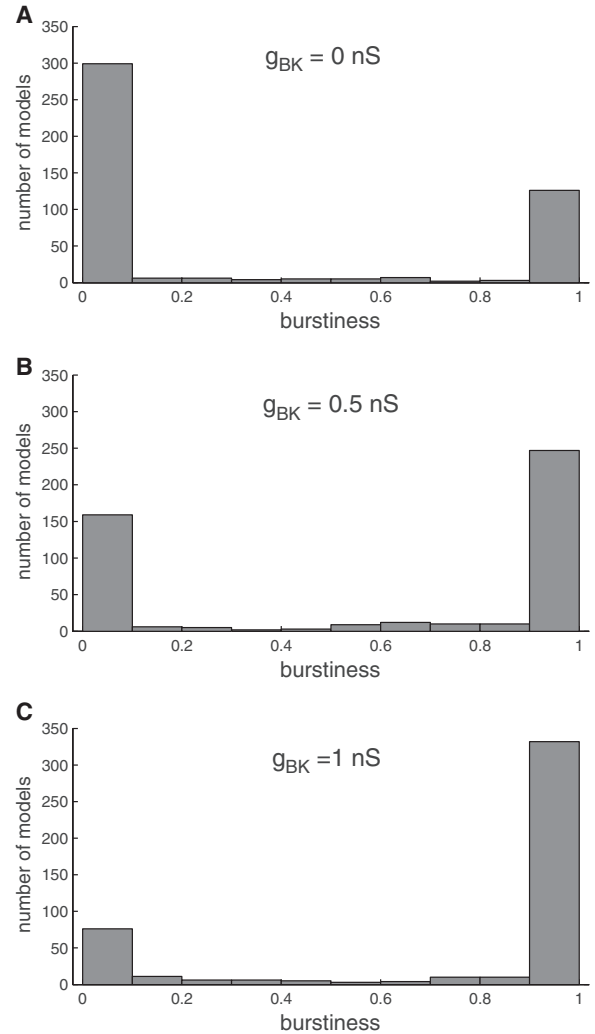 A
350
300
250
200
150
100
50
0
number of models
g_BK = 0 nS
0 0.2 0.4 0.6 0.8 1
burstiness
B
350
300
250
200
150
100
50
0
number of models
g_BK = 0.5 nS
0 0.2 0.4 0.6 0.8 1
burstiness
C
350
300
250
200
150
100
50
0
number of models
g_BK =1 nS
0 0.2 0.4 0.6 0.8 1
burstiness